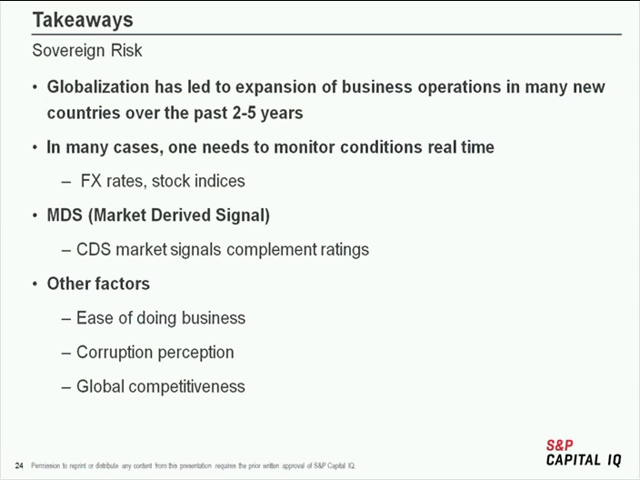 Takeaways
Sovereign Risk
• Globalization has led to expansion of business operations in many new
countries over the past 2-5 years
• In many cases, one needs to monitor conditions real time
– FX rates, stock indices
• MDS (Market Derived Signal)
– CDS market signals complement ratings
• Other factors
– Ease of doing business
– Corruption perception
– Global competitiveness
24 Permission to reprint or distribute any content from this presentation requires the prior written approval of S&P Capital IQ.
S&P
CAPITAL IQ